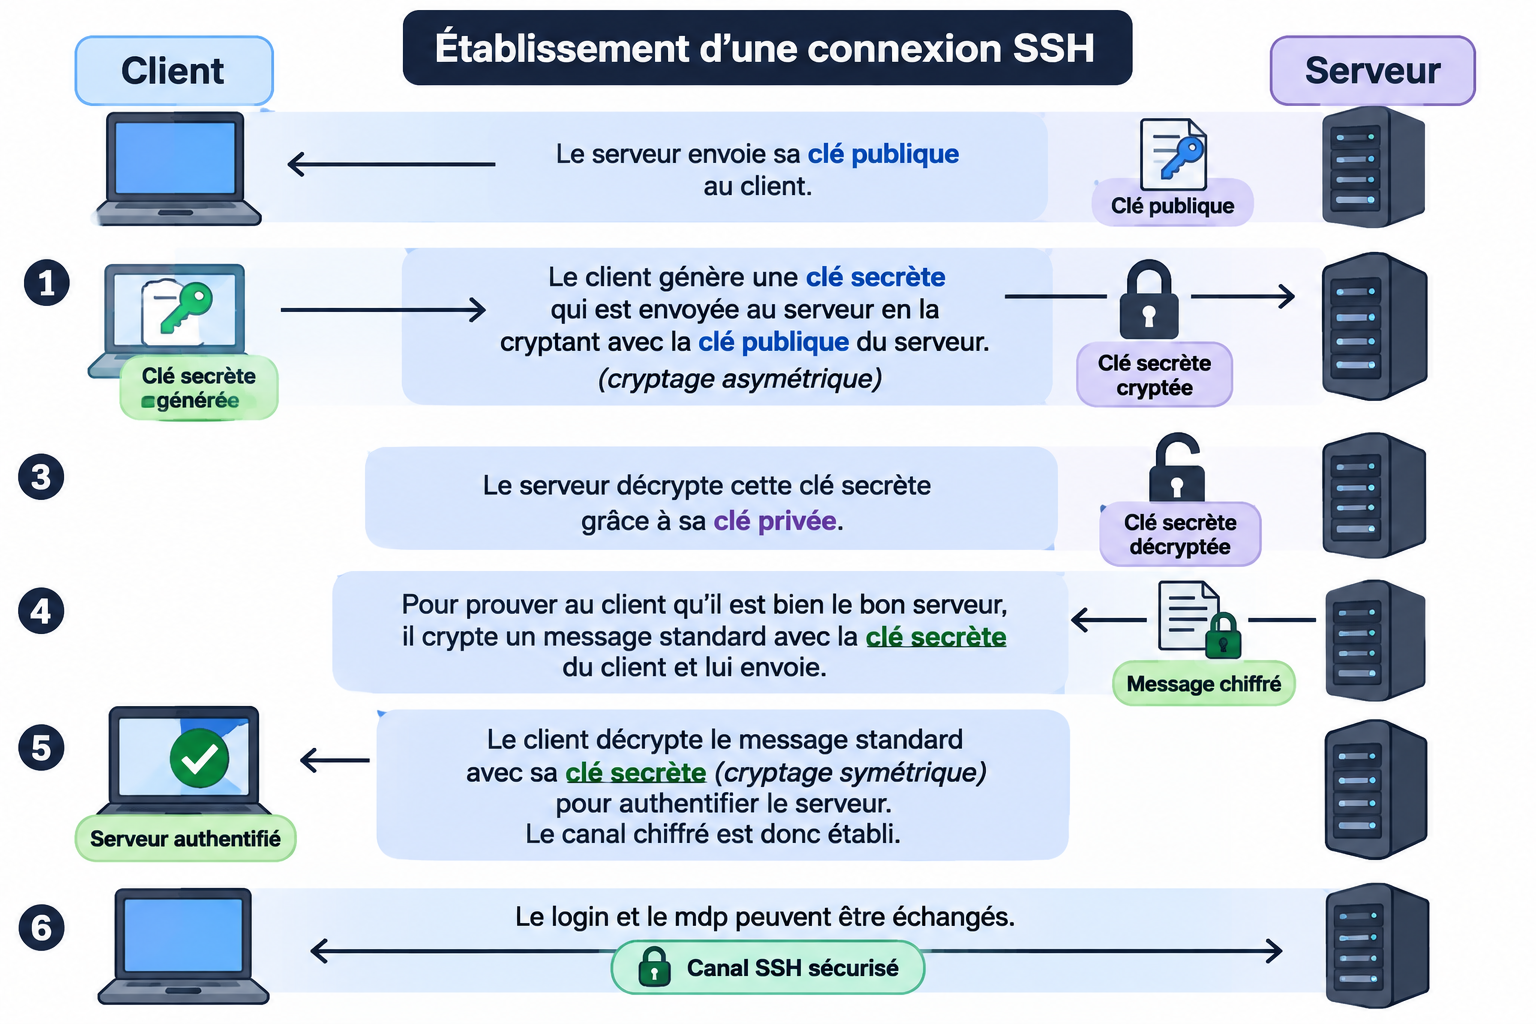 Établissement d'une connexion SSH
Client
Serveur
Le serveur envoie sa clé publique
au client.
Clé publique
1
Le client génère une clé secrète
qui est envoyée au serveur en la
cryptant avec la clé publique du serveur.
(cryptage asymétrique)
Clé secrète
générée
Clé secrète
cryptée
3
Le serveur décrypte cette clé secrète
grâce à sa clé privée.
Clé secrète
décryptée
4
Pour prouver au client qu'il est bien le bon serveur,
il crypte un message standard avec la clé secrète
du client et lui envoie.
Message chiffré
5
Le client décrypte le message standard
avec sa clé secrète (cryptage symétrique)
pour authentifier le serveur.
Le canal chiffré est donc établi.
Serveur authentifié
6
Le login et le mdp peuvent être échangés.
Canal SSH sécurisé